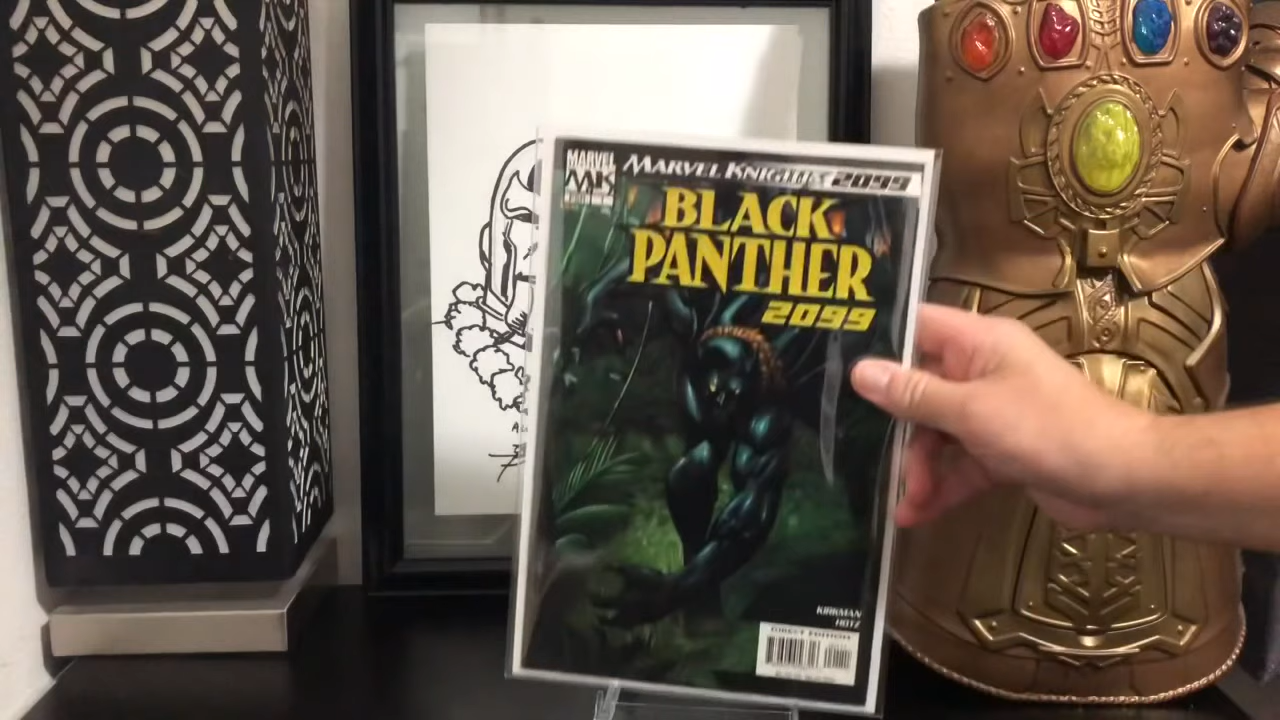 MARVEL
MK
MARVEL KNIGHTS 2099
BLACK
PANTHER
2099
KIRKMAN
HOTZ
DIRECT EDITION